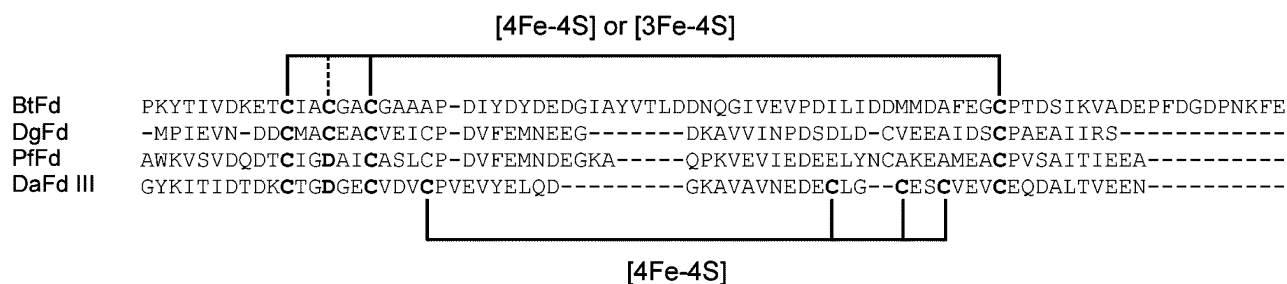 [4Fe-4S] or [3Fe-4S]
BtFd PKYTIVDKETCIACGACGAAAP-DIYDYDEDGIAYVTLDDNQGIVEVPDILIDDMMDAFEGCPTDSIKVADEPFDGDPNKFE
DgFd -MPIEVN-DDCMACEACVEICP-DVFEMNEEG-------DKAVVINPDSDLD-CVEEAIDSCPAEAIIRS------------
PfFd AWKVSVDQDTCIGDAICASLCP-DVFEMNDEGKA-----QPKVEVIEDEELYNCAKEAMEACPVSAITIEEA----------
DaFd III GYKITIDTDKCTGDGECVDVCPVEVYELQD---------GKAVAVNEDECLG--CESCVEVCEQDALTVEEN----------
[4Fe-4S]